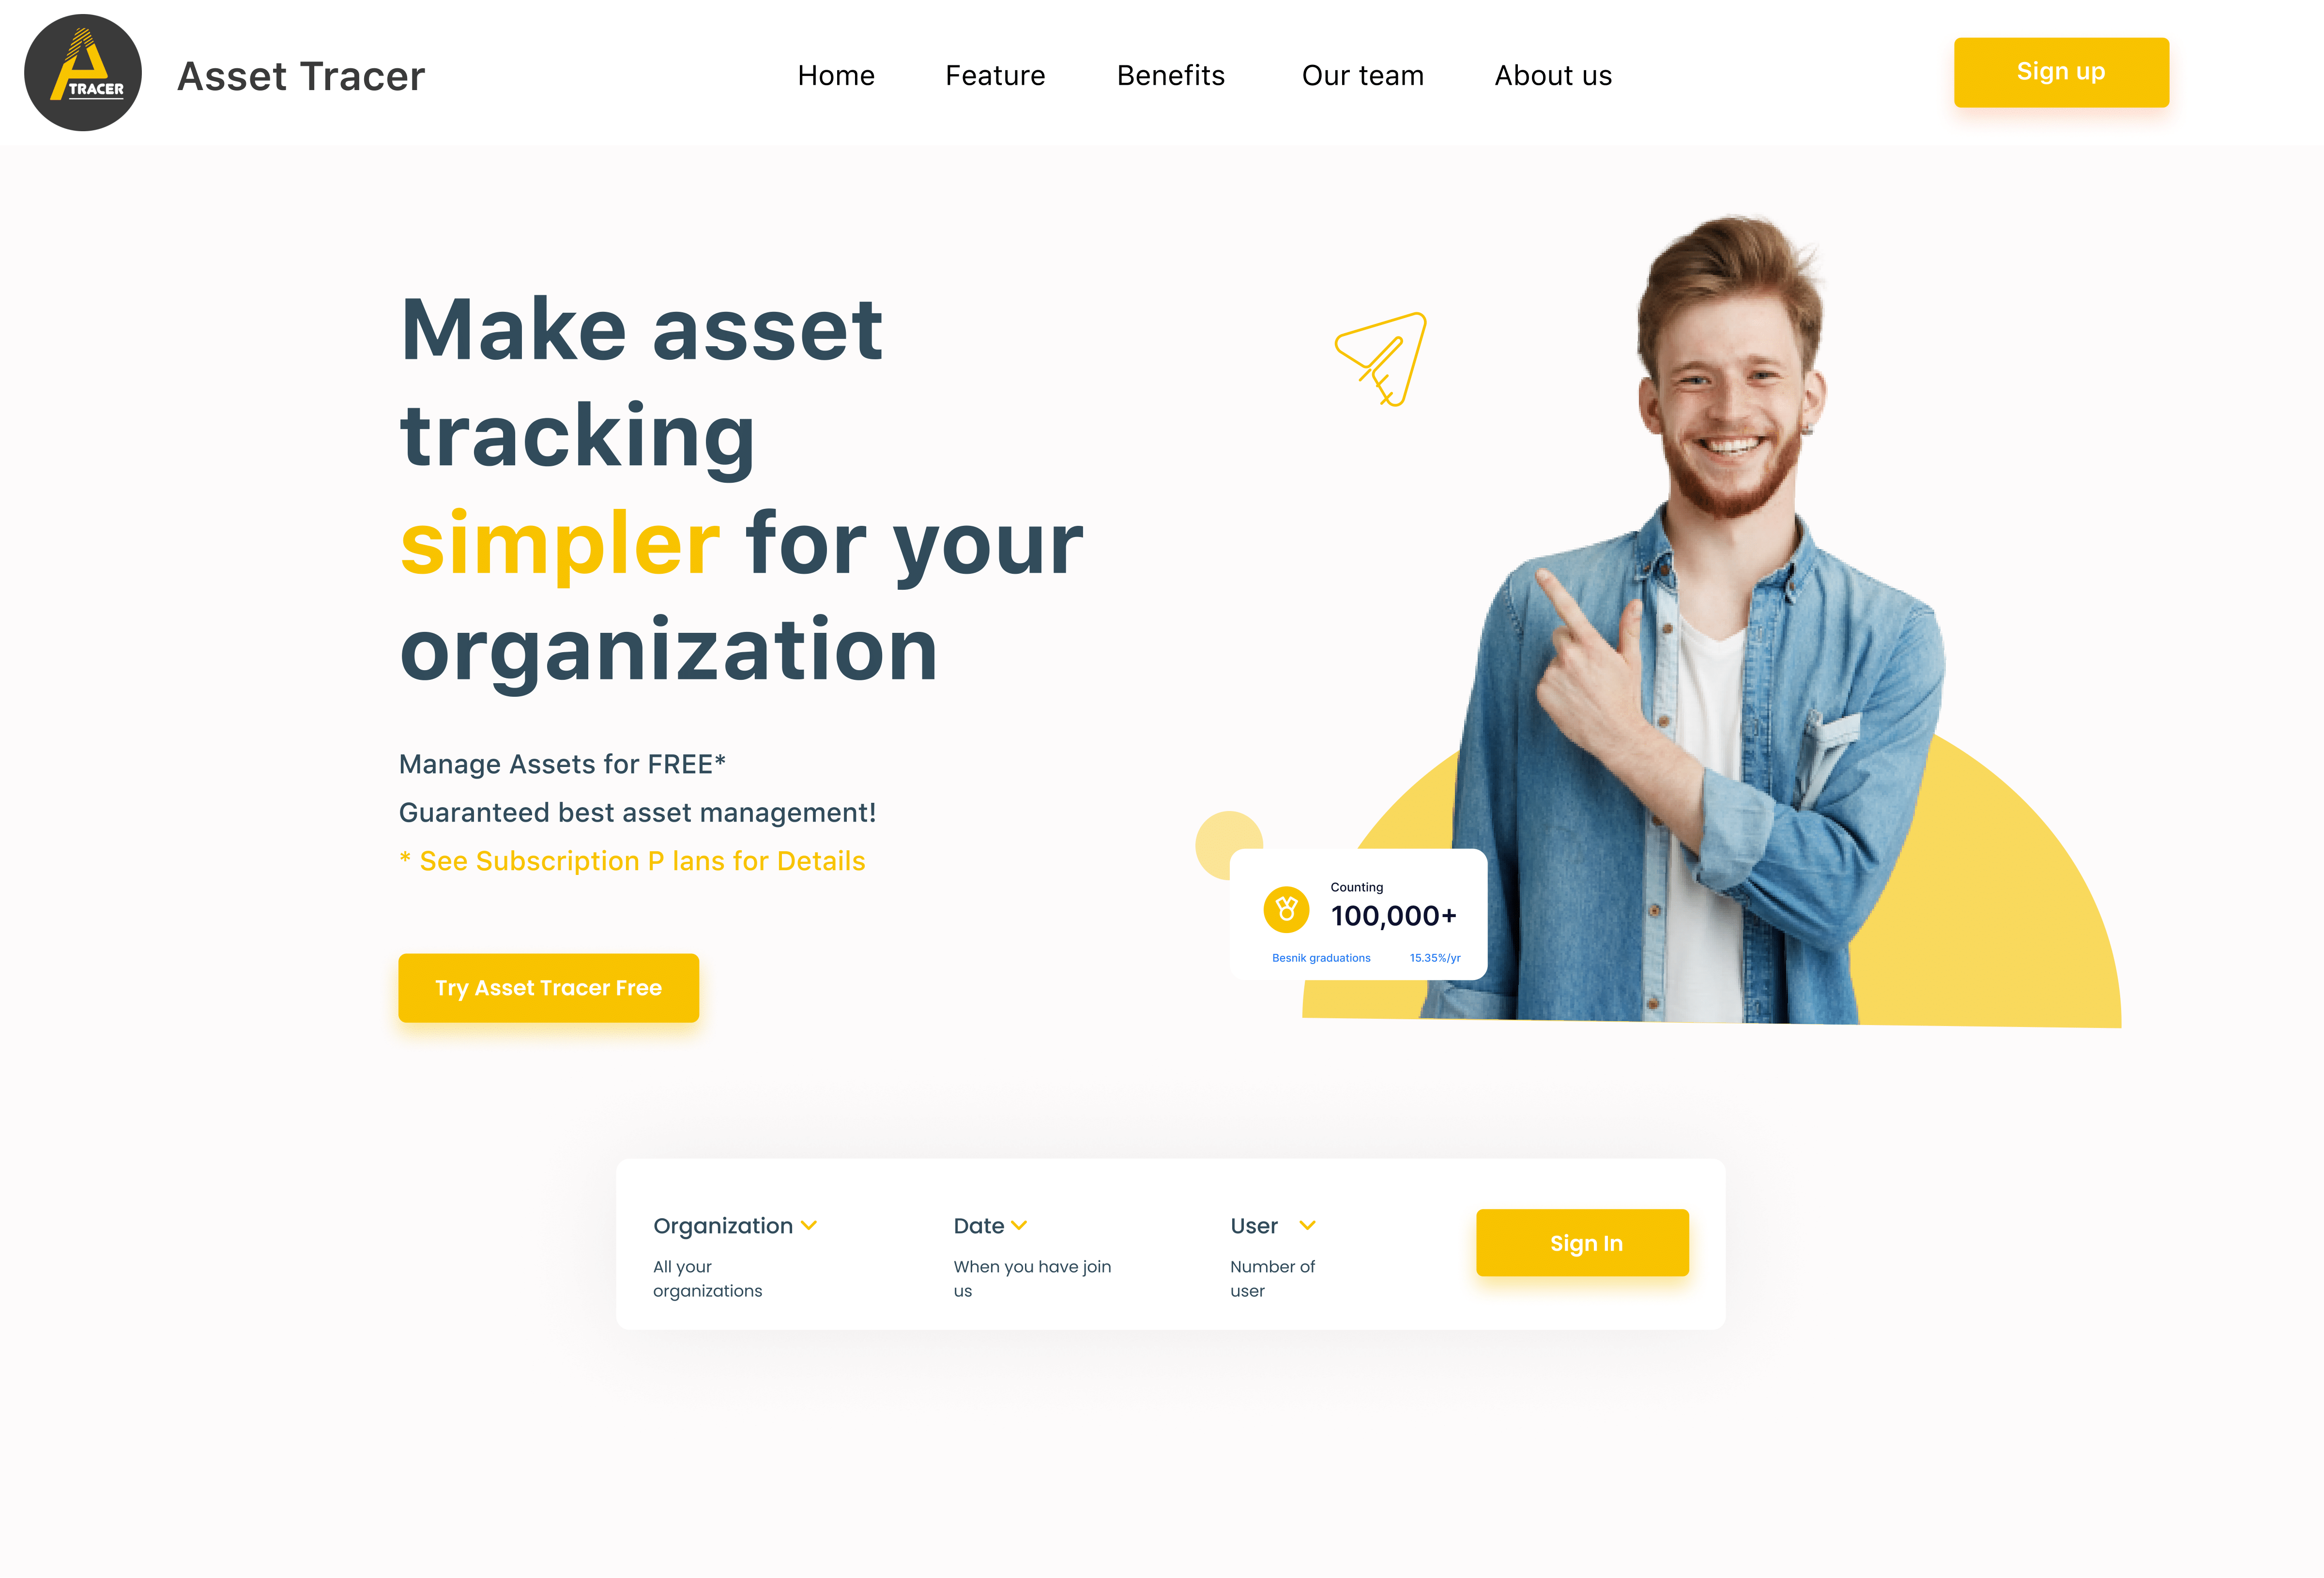 TRACER
Asset Tracer
Home
Feature
Benefits
Our team
About us
Sign up
Make asset
tracking
simpler for your
organization
Manage Assets for FREE*
Guaranteed best asset management!
* See Subscription P lans for Details
Try Asset Tracer Free
Counting
100,000+
Besnik graduations
15.35%/yr
Organization
All your
organizations
Date
When you have join
us
User
Number of
user
Sign In